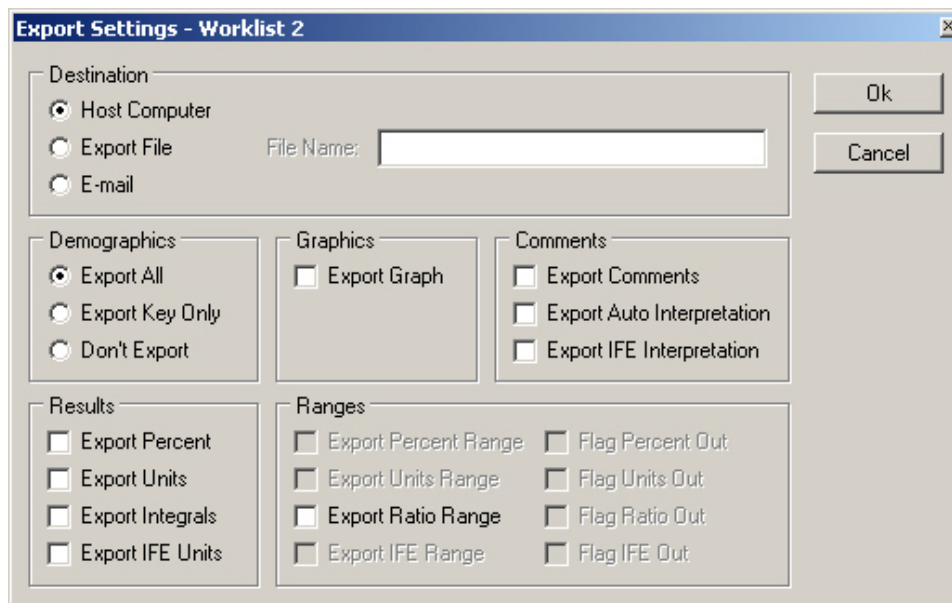 Export Settings - Worklist 2
Destination
Host Computer
Ok
Export File File Name:
Cancel
E-mail
Demographics
Export All
Export Key Only
Don't Export
Graphics
Export Graph
Comments
Export Comments
Export Auto Interpretation
Export IFE Interpretation
Results
Export Percent
Export Units
Export Integrals
Export IFE Units
Ranges
Export Percent Range Flag Percent Out
Export Units Range Flag Units Out
Export Ratio Range Flag Ratio Out
Export IFE Range Flag IFE Out